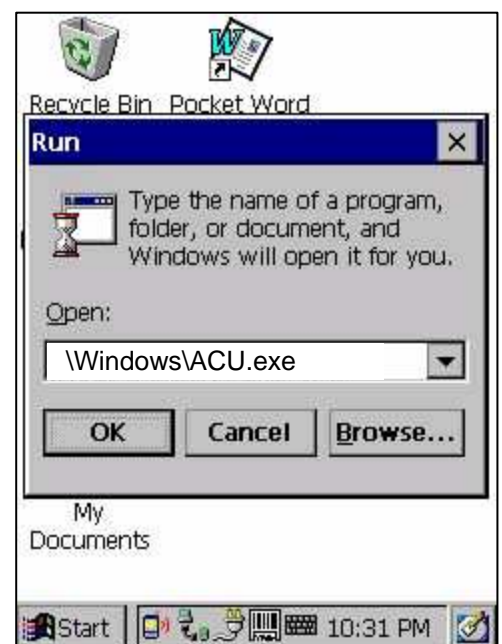 Recycle Bin Pocket Word
Run
Type the name of a program,
folder, or document, and
Windows will open it for you.
Open:
\Windows\ACU.exe
OK Cancel Browse...
My
Documents
Start 10:31 PM